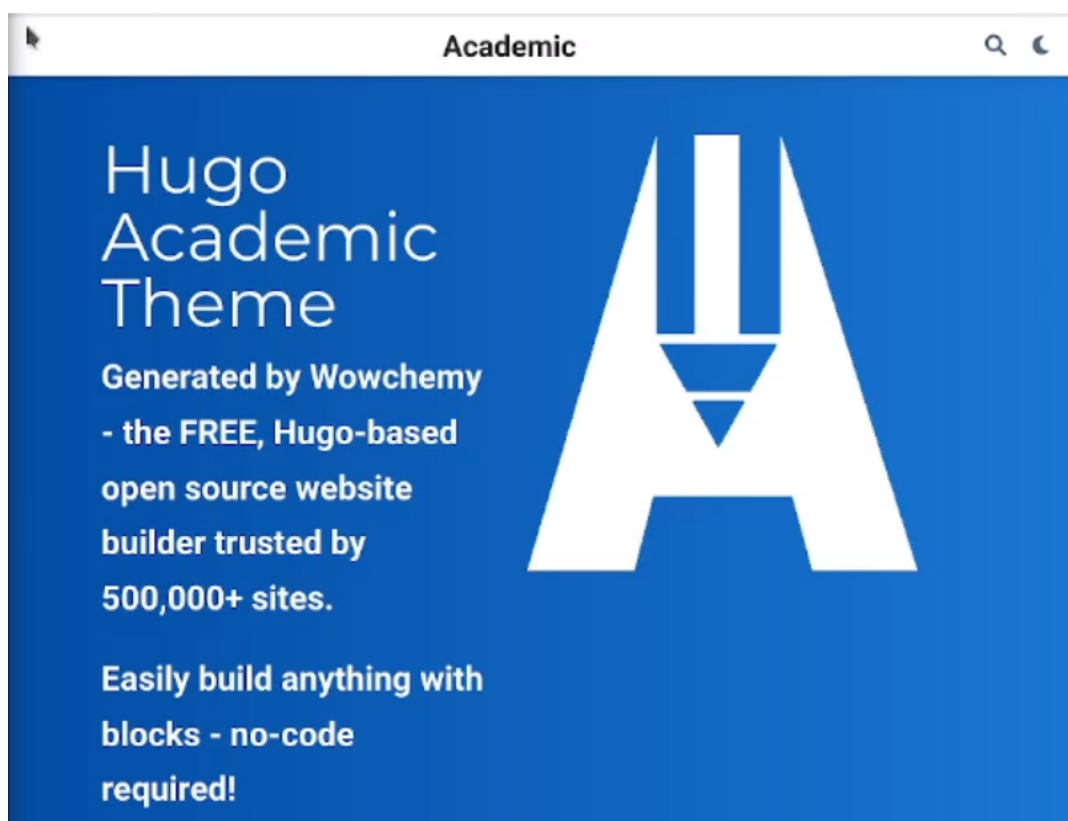 Academic
Hugo
Academic
Theme
Generated by Wowchemy
- the FREE, Hugo-based
open source website
builder trusted by
500,000+ sites.
Easily build anything with
blocks - no-code
required!